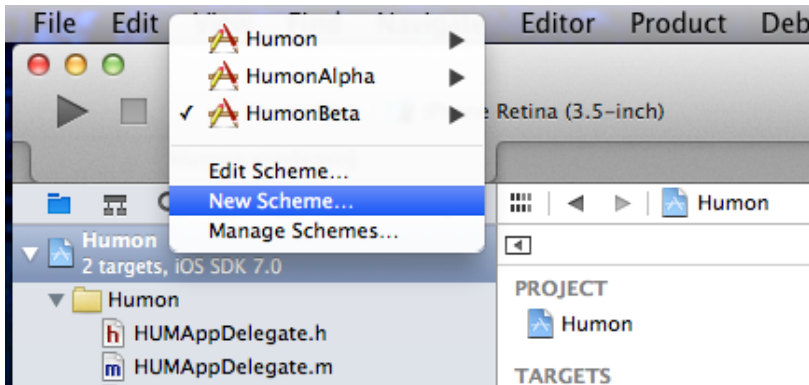 File Edit Editor Product Deb
Humon
HumonAlpha
✓ HumonBeta
Retina (3.5-inch)
Edit Scheme...
New Scheme...
Manage Schemes...
Humon
Humon
2 targets, iOS SDK 7.0
Humon
h HUMAppDelegate.h
m HUMAppDelegate.m
PROJECT
Humon
TARGETS